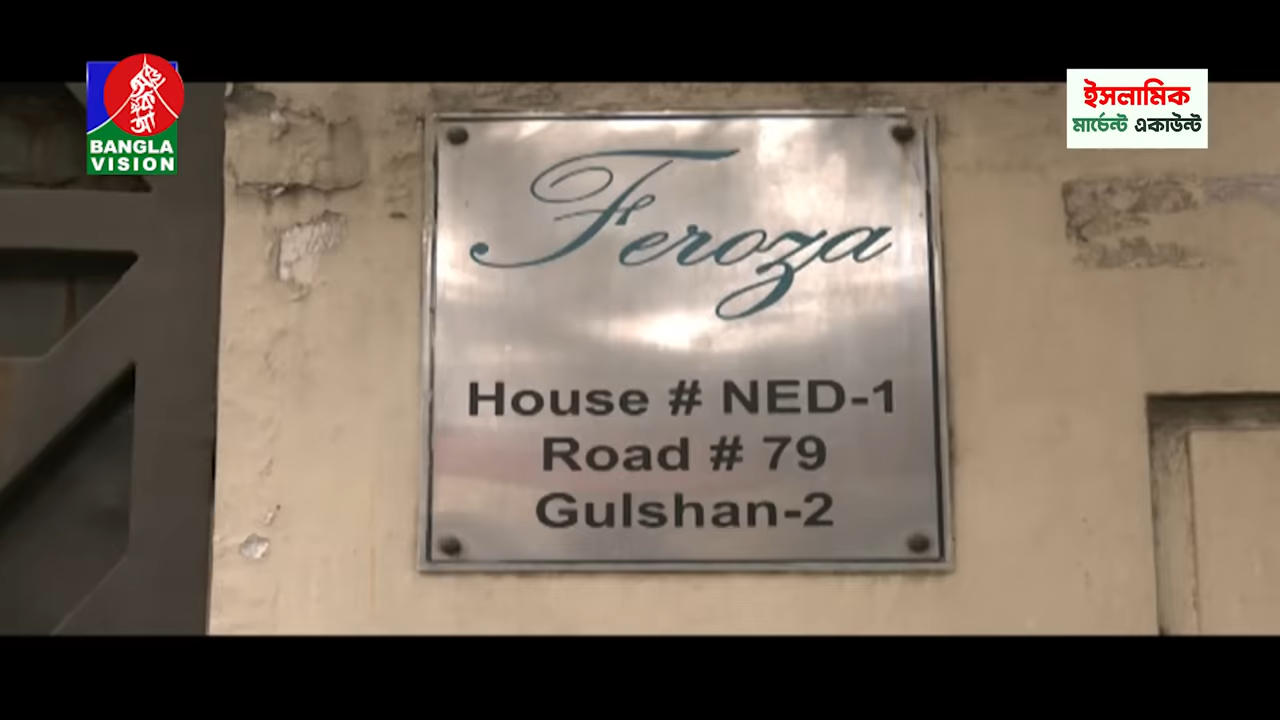 BANGLA
VISION
ইসলামিক
মার্চেন্ট একাউন্ট
Feroza
House # NED-1
Road # 79
Gulshan-2